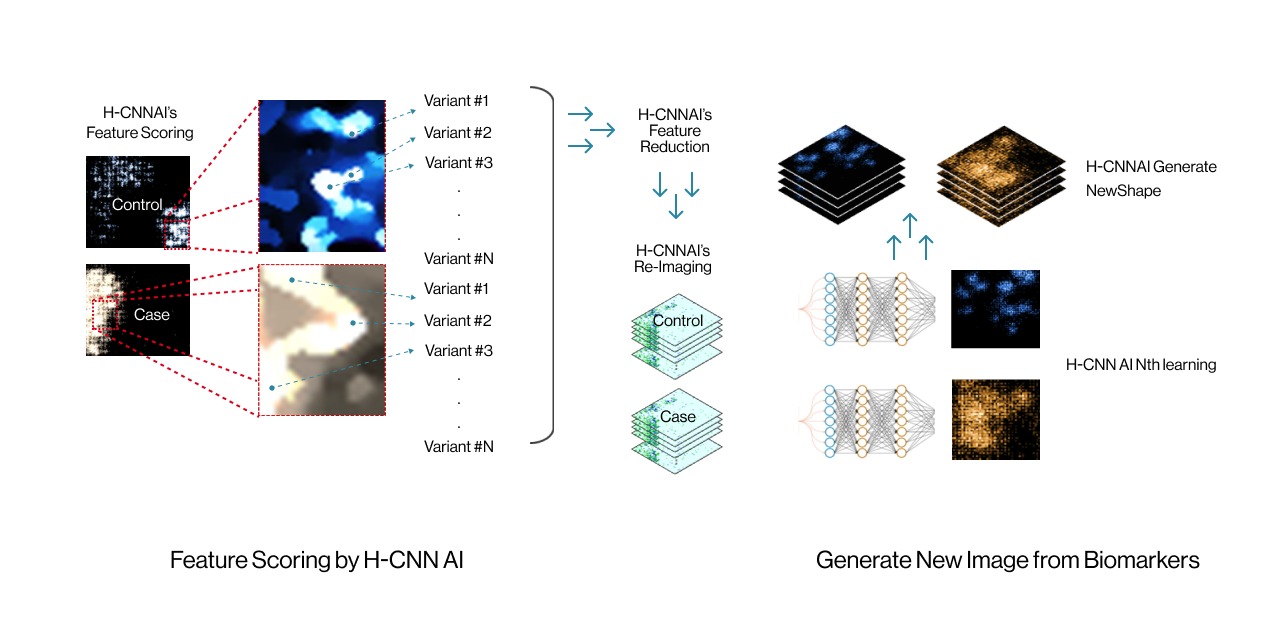 H-CNNAI's
Feature Scoring
Control
Case
Variant #1
Variant #2
Variant #3
.
.
.
Variant #N
Variant #1
Variant #2
Variant #3
.
.
.
Variant #N
H-CNNAI's
Feature
Reduction
H-CNNAI's
Re-Imaging
Control
Case
H-CNNAI Generate
NewShape
H-CNN AI Nth learning
Feature Scoring by H-CNN AI
Generate New Image from Biomarkers